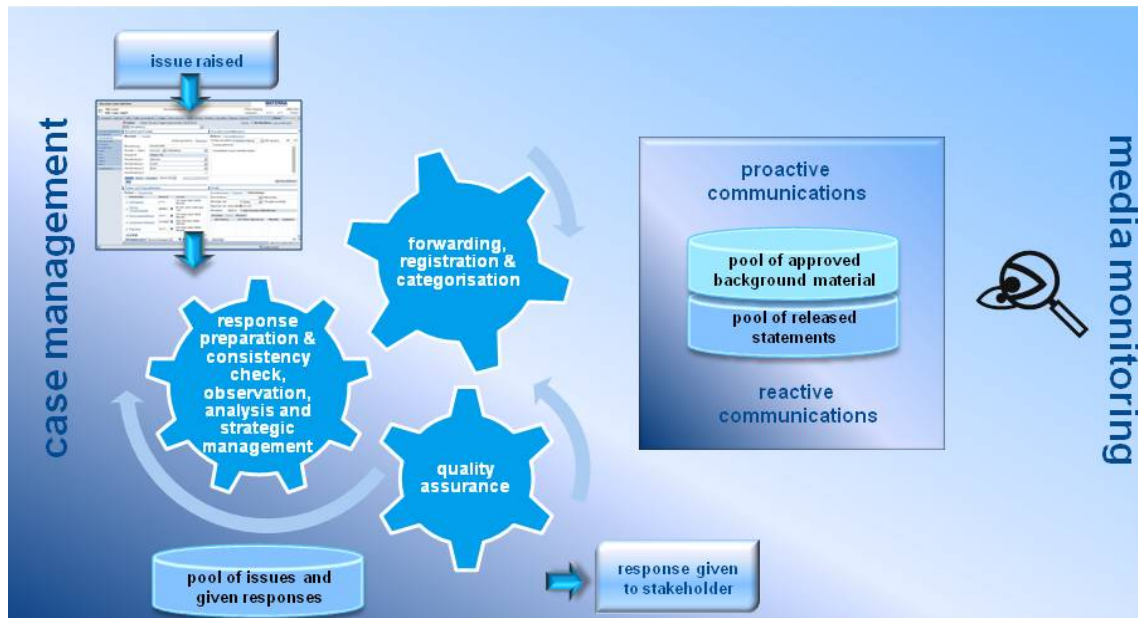 issue raised
case management
forwarding,
registration &
categorisation
response
preparation &
consistency
check,
observation,
analysis and
strategic
management
quality
assurance
pool of issues and
given responses
response given
to stakeholder
proactive
communications
pool of approved
background material
pool of released
statements
reactive
communications
media monitoring